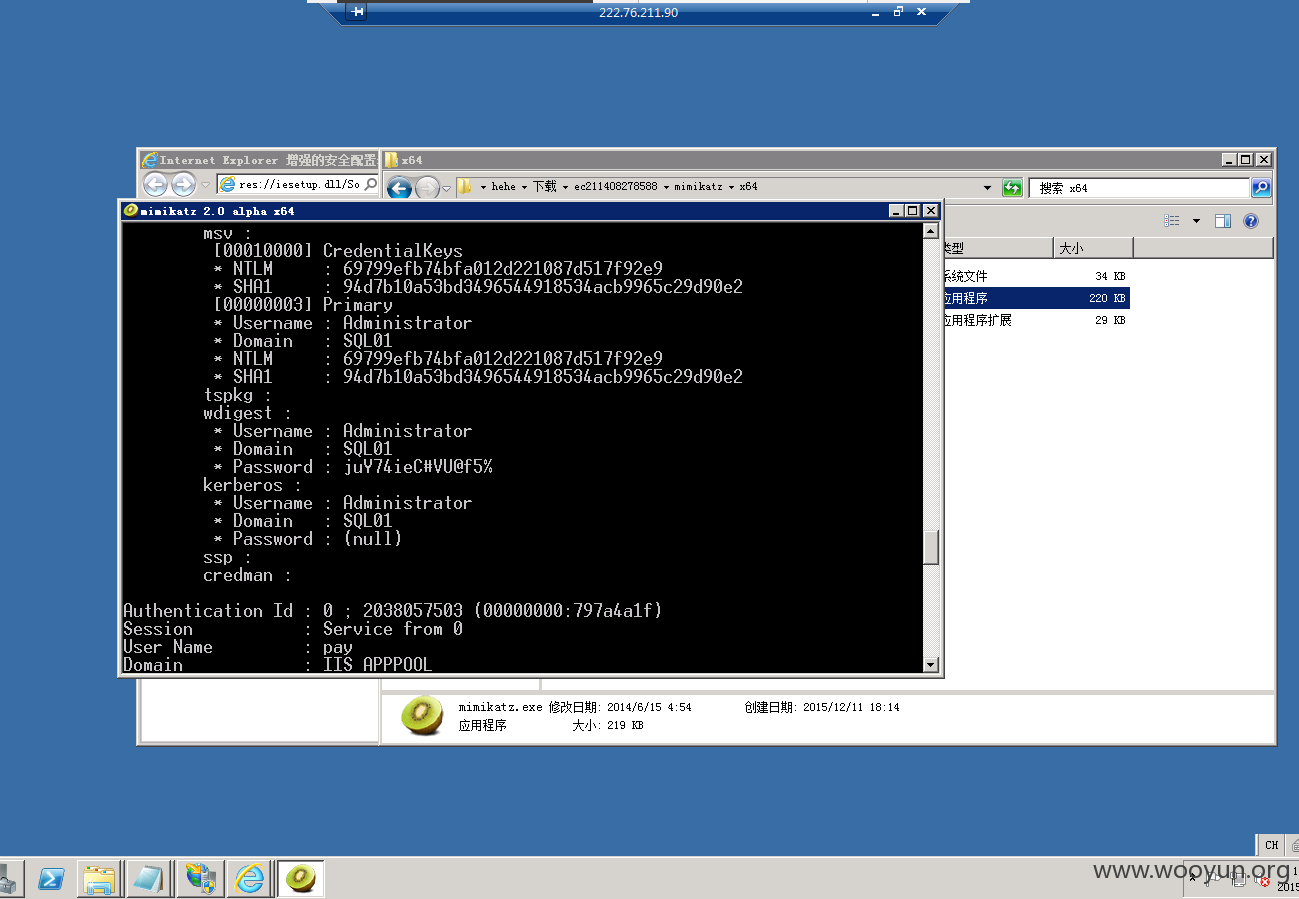 222.76.211.90
Internet Explorer 增强的安全配置
x64
res://iesetup.dll/So
hehe
下载
ec211408278588
mimikatz
x64
搜索 x64
mimikatz 2.0 alpha x64
类型
大小
系统文件 34 KB
应用程序 220 KB
应用程序扩展 29 KB
msv :
[00010000] CredentialKeys
* NTLM : 69799efb74bfa012d221087d517f92e9
* SHA1 : 94d7b10a53bd3496544918534acb9965c29d90e2
[00000003] Primary
* Username : Administrator
* Domain : SQL01
* NTLM : 69799efb74bfa012d221087d517f92e9
* SHA1 : 94d7b10a53bd3496544918534acb9965c29d90e2
tspkg :
wdigest :
* Username : Administrator
* Domain : SQL01
* Password : juY74ieC#VU@f5%
kerberos :
* Username : Administrator
* Domain : SQL01
* Password : (null)
ssp :
credman :
Authentication Id : 0 ; 2038057503 (00000000:797a4a1f)
Session : Service from 0
User Name : pay
Domain : IIS APPPOOL
mimikatz.exe 修改日期: 2014/6/15 4:54 创建日期: 2015/12/11 18:14
应用程序 大小: 219 KB
CH
www.wooyun.org